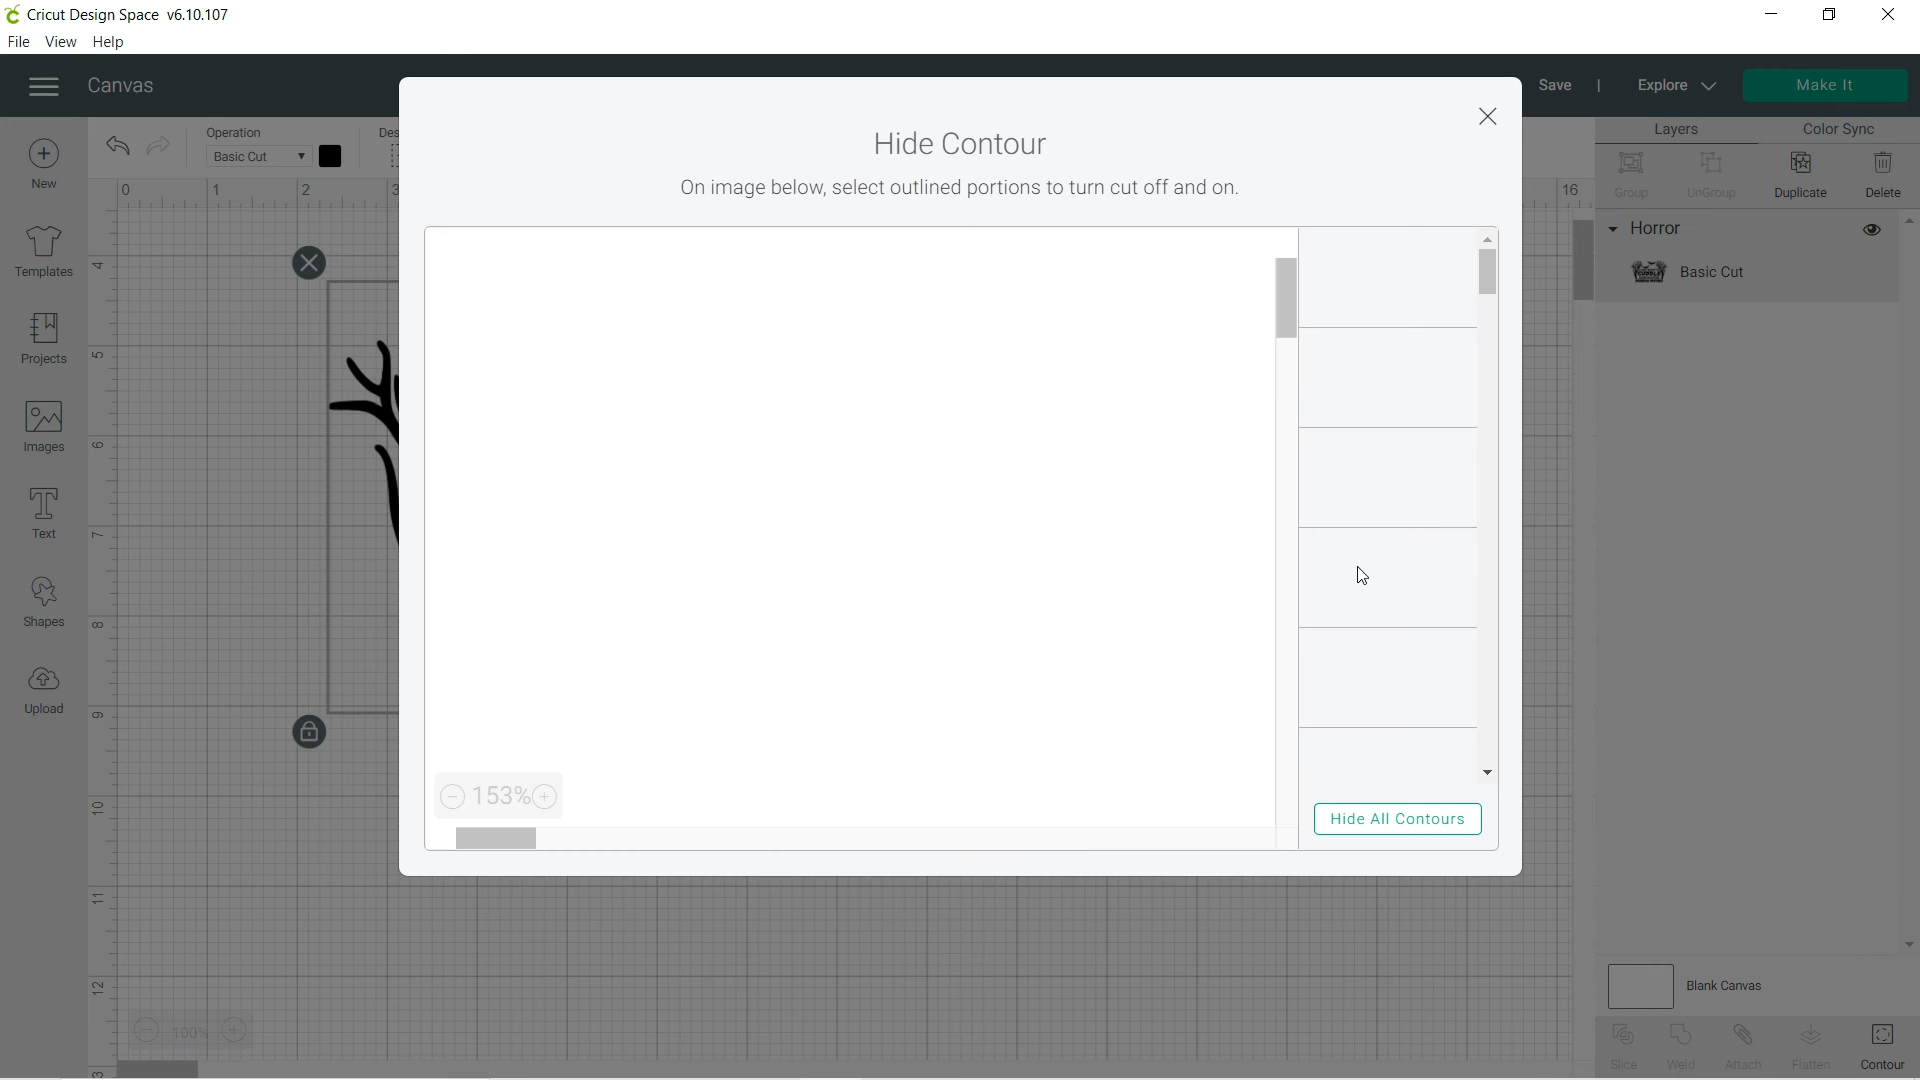 Cricut Design Space v6.10.107
File View Help
Canvas
Save | Explore Make It
New
Templates
Projects
Images
Text
Shapes
Upload
Operation
Basic Cut
Des
0 1 2 3
16
4
5
6
7
8
9
10
11
12
3
100%
Hide Contour
On image below, select outlined portions to turn cut off and on.
153%
Hide All Contours
Layers Color Sync
Group UnGroup Duplicate Delete
Horror
Basic Cut
Blank Canvas
Slice Weld Attach Flatten Contour